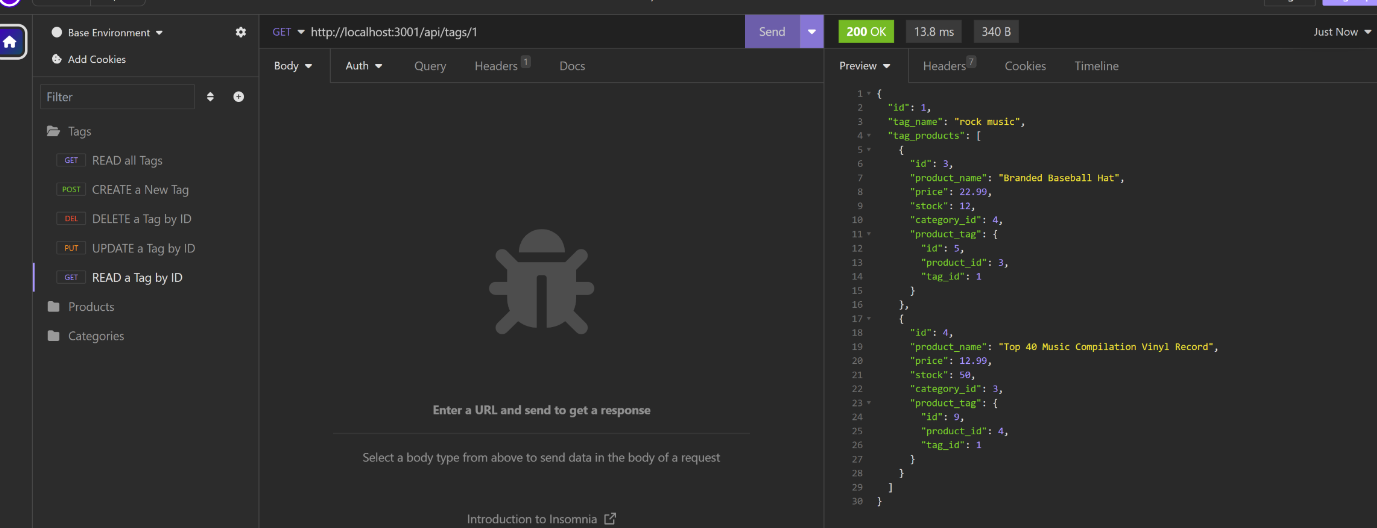 Base Environment
Add Cookies
Filter
Tags
GET READ all Tags
POST CREATE a New Tag
DEL DELETE a Tag by ID
PUT UPDATE a Tag by ID
GET READ a Tag by ID
Products
Categories
GET http://localhost:3001/api/tags/1 Send
Body Auth Query Headers 1 Docs
Enter a URL and send to get a response
Select a body type from above to send data in the body of a request
Introduction to Insomnia
200 OK 13.8 ms 340 B Just Now
Preview Headers 7 Cookies Timeline
1 {
2 "id": 1,
3 "tag_name": "rock music",
4 "tag_products": [
5 {
6 "id": 3,
7 "product_name": "Branded Baseball Hat",
8 "price": 22.99,
9 "stock": 12,
10 "category_id": 4,
11 "product_tag": {
12 "id": 5,
13 "product_id": 3,
14 "tag_id": 1
15 }
16 },
17 {
18 "id": 4,
19 "product_name": "Top 40 Music Compilation Vinyl Record",
20 "price": 12.99,
21 "stock": 50,
22 "category_id": 3,
23 "product_tag": {
24 "id": 9,
25 "product_id": 4,
26 "tag_id": 1
27 }
28 }
29 ]
30 }